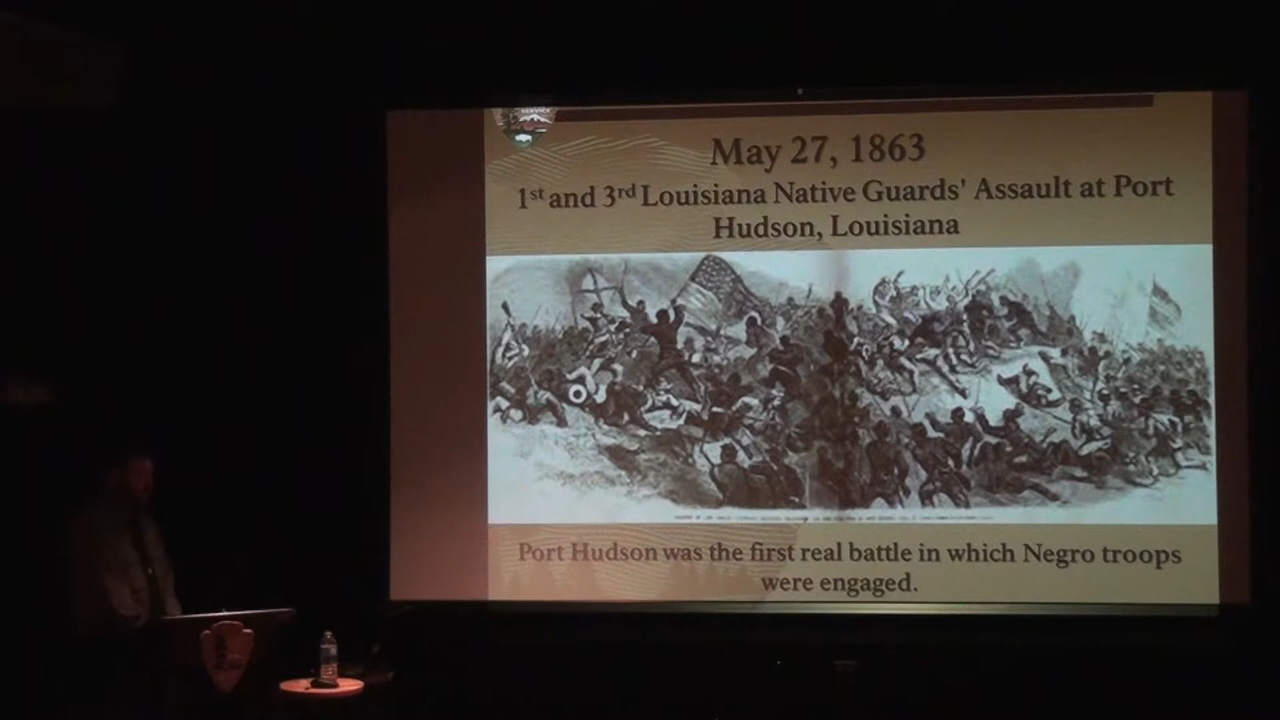 SERVICE
May 27, 1863
1st and 3rd Louisiana Native Guards' Assault at Port
Hudson, Louisiana
Port Hudson was the first real battle in which Negro troops
were engaged.